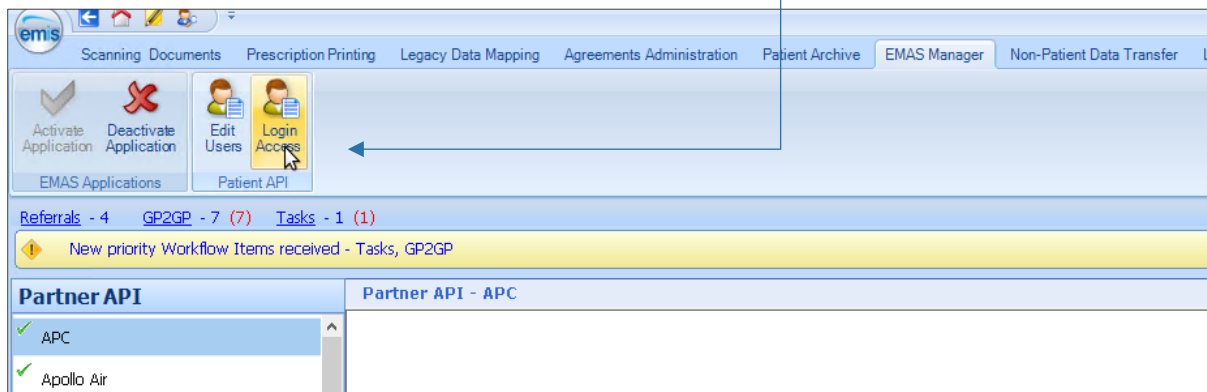 emis
Scanning Documents Prescription Printing Legacy Data Mapping Agreements Administration Patient Archive EMAS Manager Non-Patient Data Transfer
Activate Application
Deactivate Application
Edit Users
Login Access
EMAS Applications Patient API
Referrals - 4 GP2GP - 7 (7) Tasks - 1 (1)
New priority Workflow Items received - Tasks, GP2GP
Partner API Partner API - APC
APC
Apollo Air